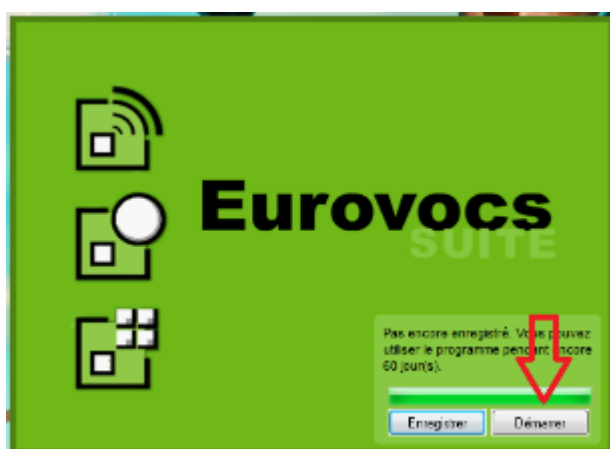 Eurovocs
SUITE
Pas encore enregistré. Vous pouvez
utiliser le programme pendant encore
60 jour(s).
Enregistrer
Démarrer